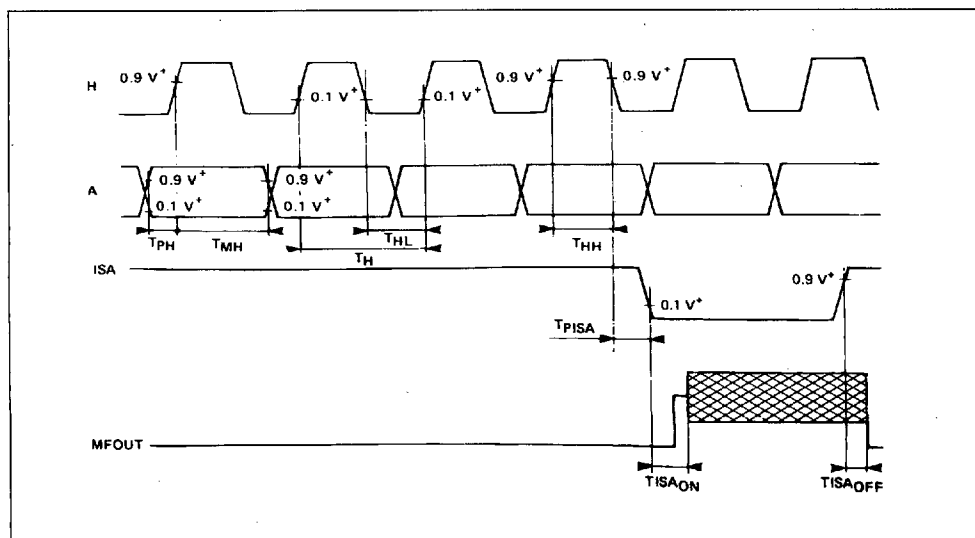 H
0.9 V+
0.1 V+
0.1 V+
0.9 V+
0.9 V+
A
0.9 V+
0.9 V+
0.1 V+
0.1 V+
TPH
TMH
THL
TH
THH
ISA
0.9 V+
0.1 V+
TPISA
MFOUT
TISAON
TISAOFF